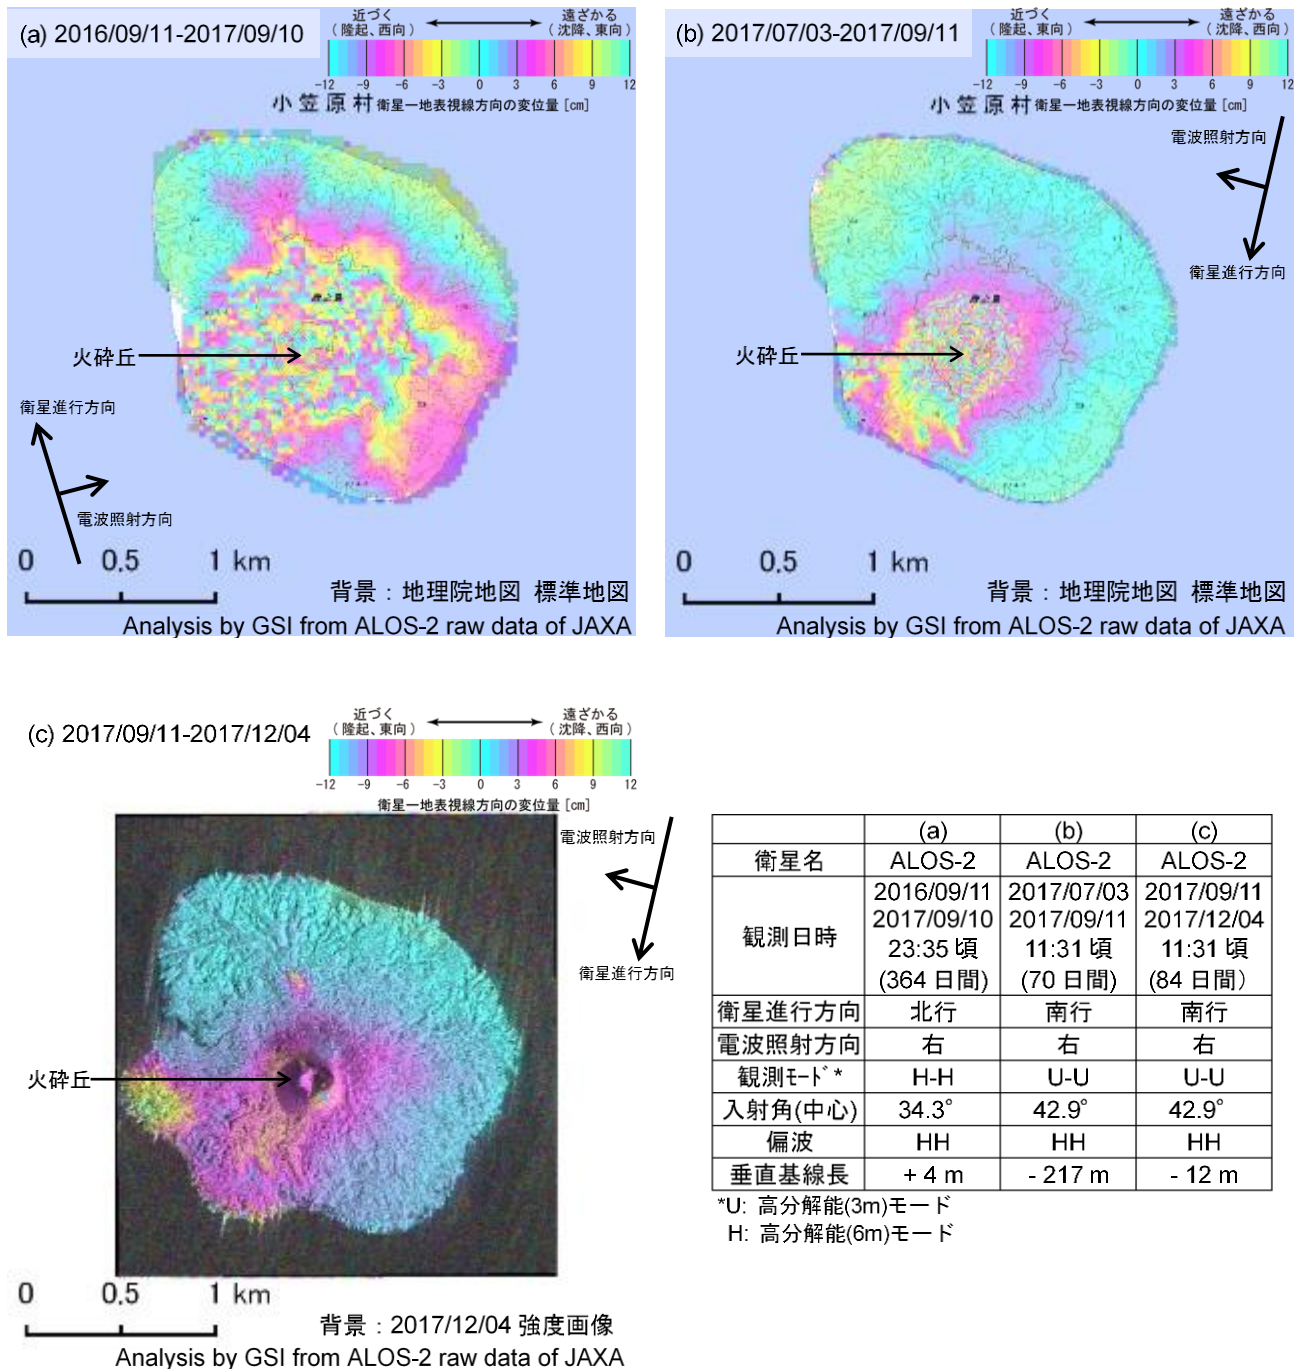 (a) 2016/09/11-2017/09/10
近づく
(隆起、西向)
遠ざかる
(沈降、東向)
-12 -9 -6 -3 0 3 6 9 12
小笠原村
衛星−地表視線方向の変位量 [cm]
火砕丘
衛星進行方向
電波照射方向
0 0.5 1 km
背景：地理院地図 標準地図
Analysis by GSI from ALOS-2 raw data of JAXA
(b) 2017/07/03-2017/09/11
近づく
(隆起、西向)
遠ざかる
(沈降、東向)
-12 -9 -6 -3 0 3 6 9 12
小笠原村
衛星−地表視線方向の変位量 [cm]
電波照射方向
衛星進行方向
火砕丘
0 0.5 1 km
背景：地理院地図 標準地図
Analysis by GSI from ALOS-2 raw data of JAXA
(c) 2017/09/11-2017/12/04
近づく
(隆起、東向)
遠ざかる
(沈降、西向)
-12 -9 -6 -3 0 3 6 9 12
衛星−地表視線方向の変位量 [cm]
電波照射方向
衛星進行方向
火砕丘
0 0.5 1 km
背景：2017/12/04 強度画像
Analysis by GSI from ALOS-2 raw data of JAXA
(a) (b) (c)
衛星名 ALOS-2 ALOS-2 ALOS-2
観測日時
2016/09/11 2017/07/03 2017/09/11
2017/09/10 2017/09/11 2017/12/04
23:35 頃 11:31 頃 11:31 頃
(364 日間) (70 日間) (84 日間)
衛星進行方向 北行 南行 南行
電波照射方向 右 右 右
観測ﾓｰﾄﾞ* H-H U-U U-U
入射角(中心) 34.3° 42.9° 42.9°
偏波 HH HH HH
垂直基線長 + 4 m - 217 m - 12 m
*U: 高分解能(3m)モード
H: 高分解能(6m)モード